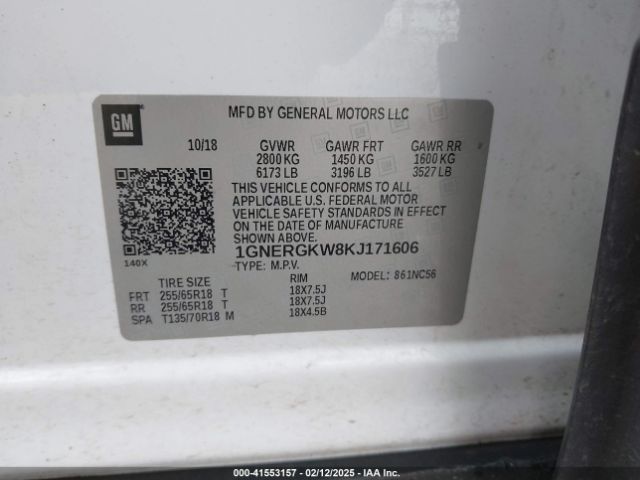 GM
MFD BY GENERAL MOTORS LLC
10/18 GVWR GAWR FRT GAWR RR
2800 KG 1450 KG 1600 KG
6173 LB 3196 LB 3527 LB
THIS VEHICLE CONFORMS TO ALL
APPLICABLE U.S. FEDERAL MOTOR
VEHICLE SAFETY STANDARDS IN EFFECT
ON THE DATE OF MANUFACTURE
SHOWN ABOVE.
1GNERGKW8KJ171606
140X
TYPE: M.P.V. MODEL: 861NC56
TIRE SIZE RIM
FRT 255/65R18 T 18X7.5J
RR 255/65R18 T 18X7.5J
SPA T135/70R18 M 18X4.5B
000-41553157 - 02/12/2025 - IAA Inc.